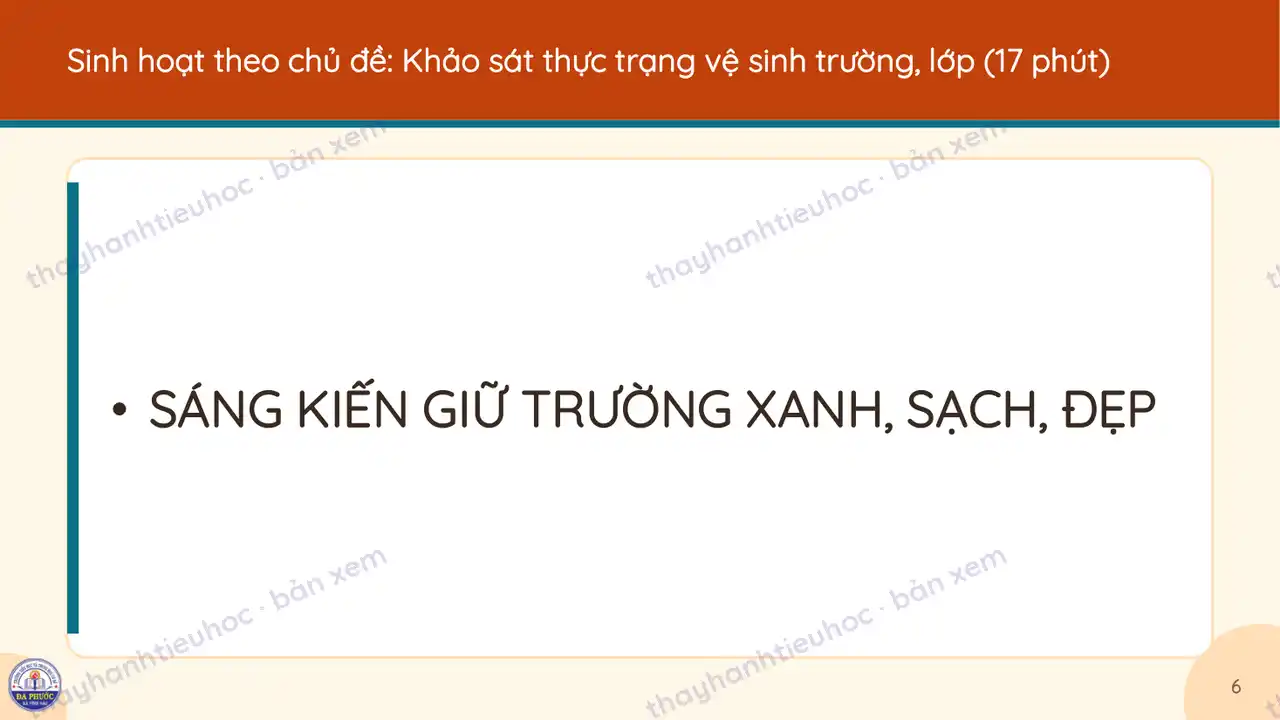 Sinh hoạt theo chủ đề: Khảo sát thực trạng vệ sinh trường, lớp (17 phút)
thayhanhtieuhoc · bản xem
thayhanhtieuhoc · bản xem
• SÁNG KIẾN GIỮ TRƯỜNG XANH, SẠCH, ĐẸP
thayhanhtieuhoc · bản xem
thayhanhtieuhoc · bản xem
ĐA PHƯỚC
6